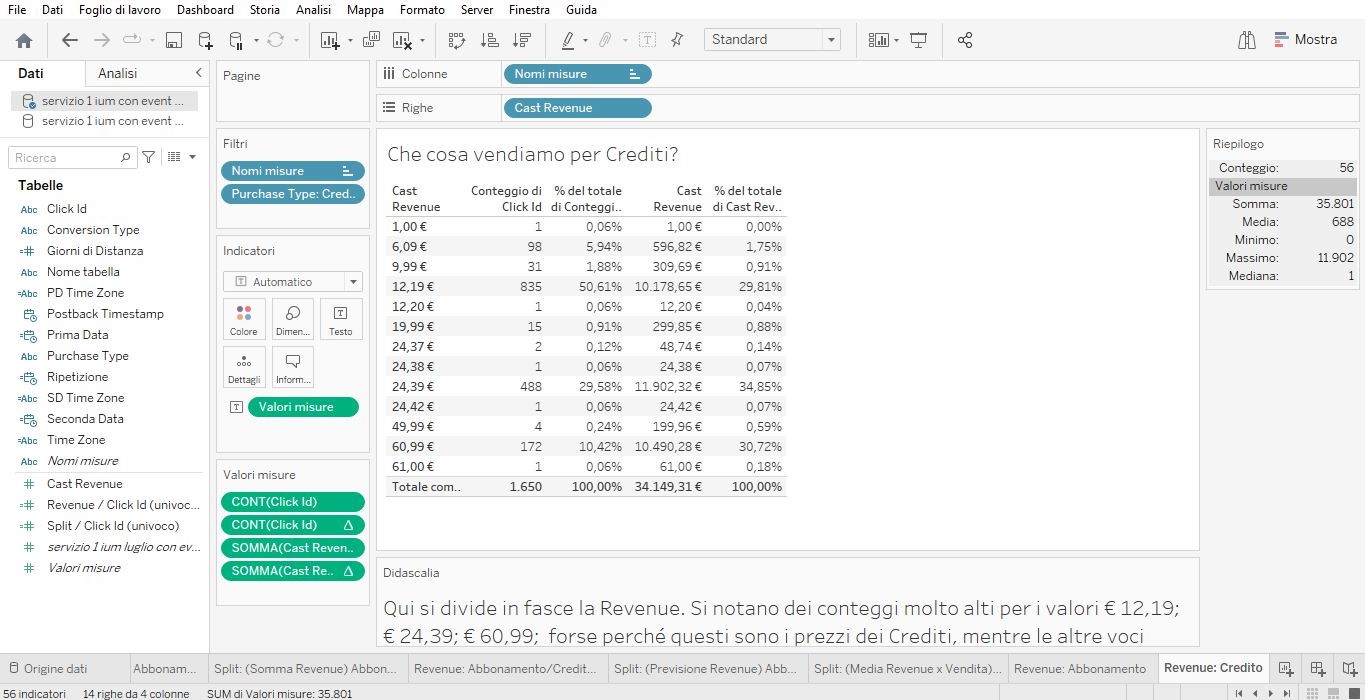 File Dati Foglio di lavoro Dashboard Storia Analisi Mappa Formato Server Finestra Guida
Standard
Mostra
Dati Analisi
servizio 1 ium con event ...
servizio 1 ium con event ...
Ricerca
Tabelle
Abc Click Id
Abc Conversion Type
=# Giorni di Distanza
Abc Nome tabella
=Abc PD Time Zone
Postback Timestamp
Prima Data
Abc Purchase Type
Ripetizione
=Abc SD Time Zone
Seconda Data
=Abc Time Zone
Abc Nomi misure
# Cast Revenue
=# Revenue / Click Id (univoc...
=# Split / Click Id (univoco)
# servizio 1 ium luglio con ev...
# Valori misure
Pagine
Filtri
Nomi misure
Purchase Type: Cred..
Indicatori
T Automatico
Colore Dimen... Testo
Dettagli Inform...
T Valori misure
Valori misure
CONT(Click Id)
CONT(Click Id) Δ
SOMMA(Cast Reven..
SOMMA(Cast Re.. Δ
Colonne Nomi misure
Righe Cast Revenue
Che cosa vendiamo per Crediti?
Cast Conteggio di % del totale Cast % del totale
Revenue Click Id di Conteggi.. Revenue di Cast Rev..
1,00 € 1 0,06% 1,00 € 0,00%
6,09 € 98 5,94% 596,82 € 1,75%
9,99 € 31 1,88% 309,69 € 0,91%
12,19 € 835 50,61% 10.178,65 € 29,81%
12,20 € 1 0,06% 12,20 € 0,04%
19,99 € 15 0,91% 299,85 € 0,88%
24,37 € 2 0,12% 48,74 € 0,14%
24,38 € 1 0,06% 24,38 € 0,07%
24,39 € 488 29,58% 11.902,32 € 34,85%
24,42 € 1 0,06% 24,42 € 0,07%
49,99 € 4 0,24% 199,96 € 0,59%
60,99 € 172 10,42% 10.490,28 € 30,72%
61,00 € 1 0,06% 61,00 € 0,18%
Totale com.. 1.650 100,00% 34.149,31 € 100,00%
Didascalia
Qui si divide in fasce la Revenue. Si notano dei conteggi molto alti per i valori € 12,19;
€ 24,39; € 60,99; forse perché questi sono i prezzi dei Crediti, mentre le altre voci
Riepilogo
Conteggio: 56
Valori misure
Somma: 35.801
Media: 688
Minimo: 0
Massimo: 11.902
Mediana: 1
Origine dati Abbonam... Split: (Somma Revenue) Abbon... Revenue: Abbonamento/Credit... Split: (Previsione Revenue) Abb... Split: (Media Revenue x Vendita)... Revenue: Abbonamento Revenue: Credito
56 indicatori 14 righe da 4 colonne SUM di Valori misure: 35.801